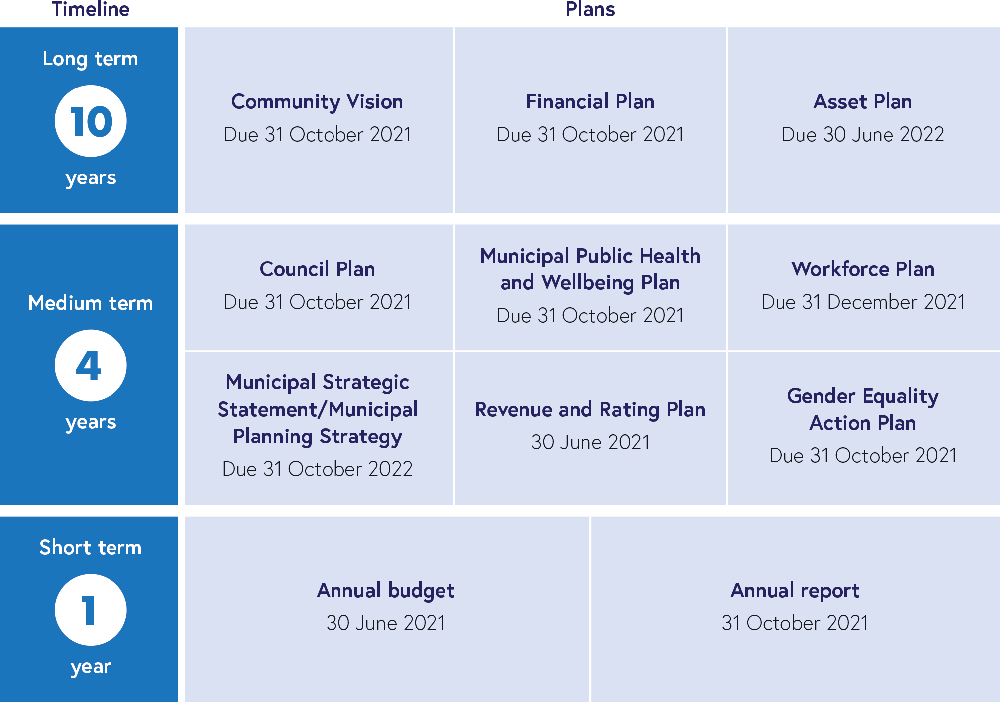 Timeline
Plans
Long term
10
years
Community Vision
Due 31 October 2021
Financial Plan
Due 31 October 2021
Asset Plan
Due 30 June 2022
Medium term
4
years
Council Plan
Due 31 October 2021
Municipal Public Health
and Wellbeing Plan
Due 31 October 2021
Workforce Plan
Due 31 December 2021
Municipal Strategic
Statement/Municipal
Planning Strategy
Due 31 October 2022
Revenue and Rating Plan
30 June 2021
Gender Equality
Action Plan
Due 31 October 2021
Short term
1
year
Annual budget
30 June 2021
Annual report
31 October 2021